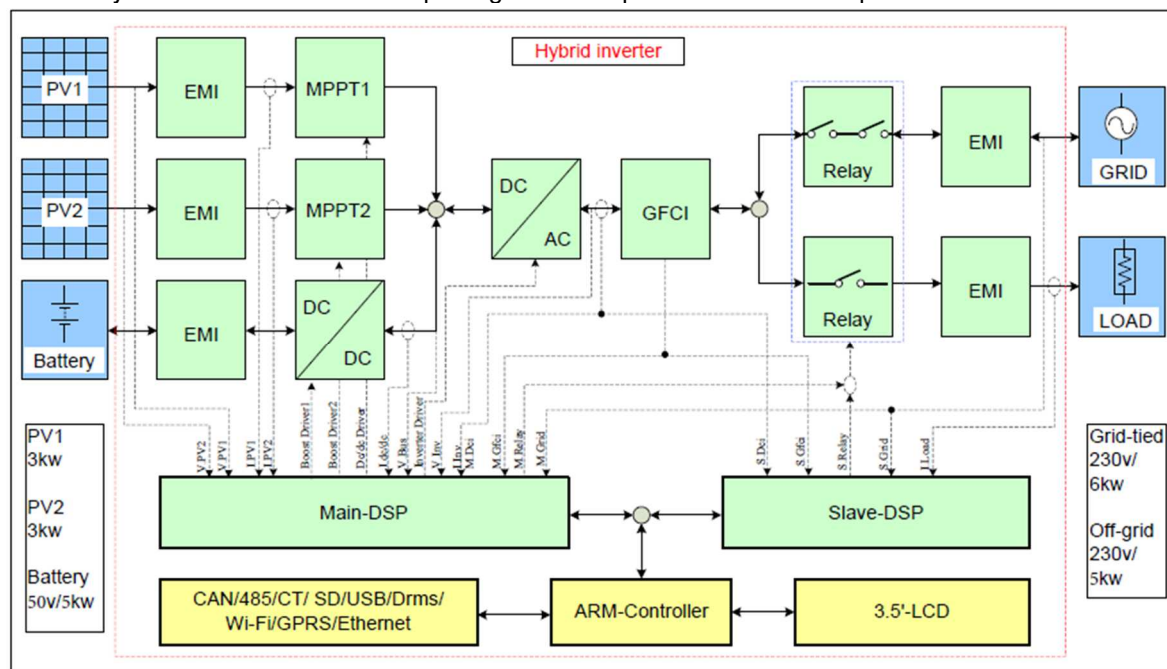 Hybrid inverter
PV1
EMI
MPPT1
Relay
EMI
GRID
PV2
EMI
MPPT2
DC
AC
GFCI
Battery
EMI
DC
DC
Relay
EMI
LOAD
PV1
3kw
PV2
3kw
Battery
50v/5kw
V.PV2
V.PV1
I.PV1
I.PV2
Boost Driver1
Boost Driver2
Dc/dc Driver
I.dc/dc
V.Bus
Inverter Driver
V.Inv
I.Inv
M.Dci
M.Gfci
M.Relay
M.Grid
S.Dci
S.Gfci
S.Relay
S.Grid
I.Load
Main-DSP
Slave-DSP
Grid-tied
230v/
6kw
Off-grid
230v/
5kw
CAN/485/CT/ SD/USB/Drms/
Wi-Fi/GPRS/Ethernet
ARM-Controller
3.5'-LCD